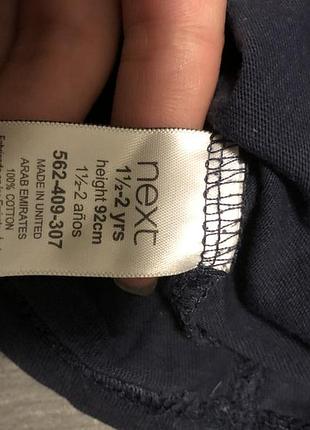 next
1½-2 yrs
height 92cm
1½-2 años
562-409-307
MADE IN UNITED
ARAB EMIRATES
100% COTTON